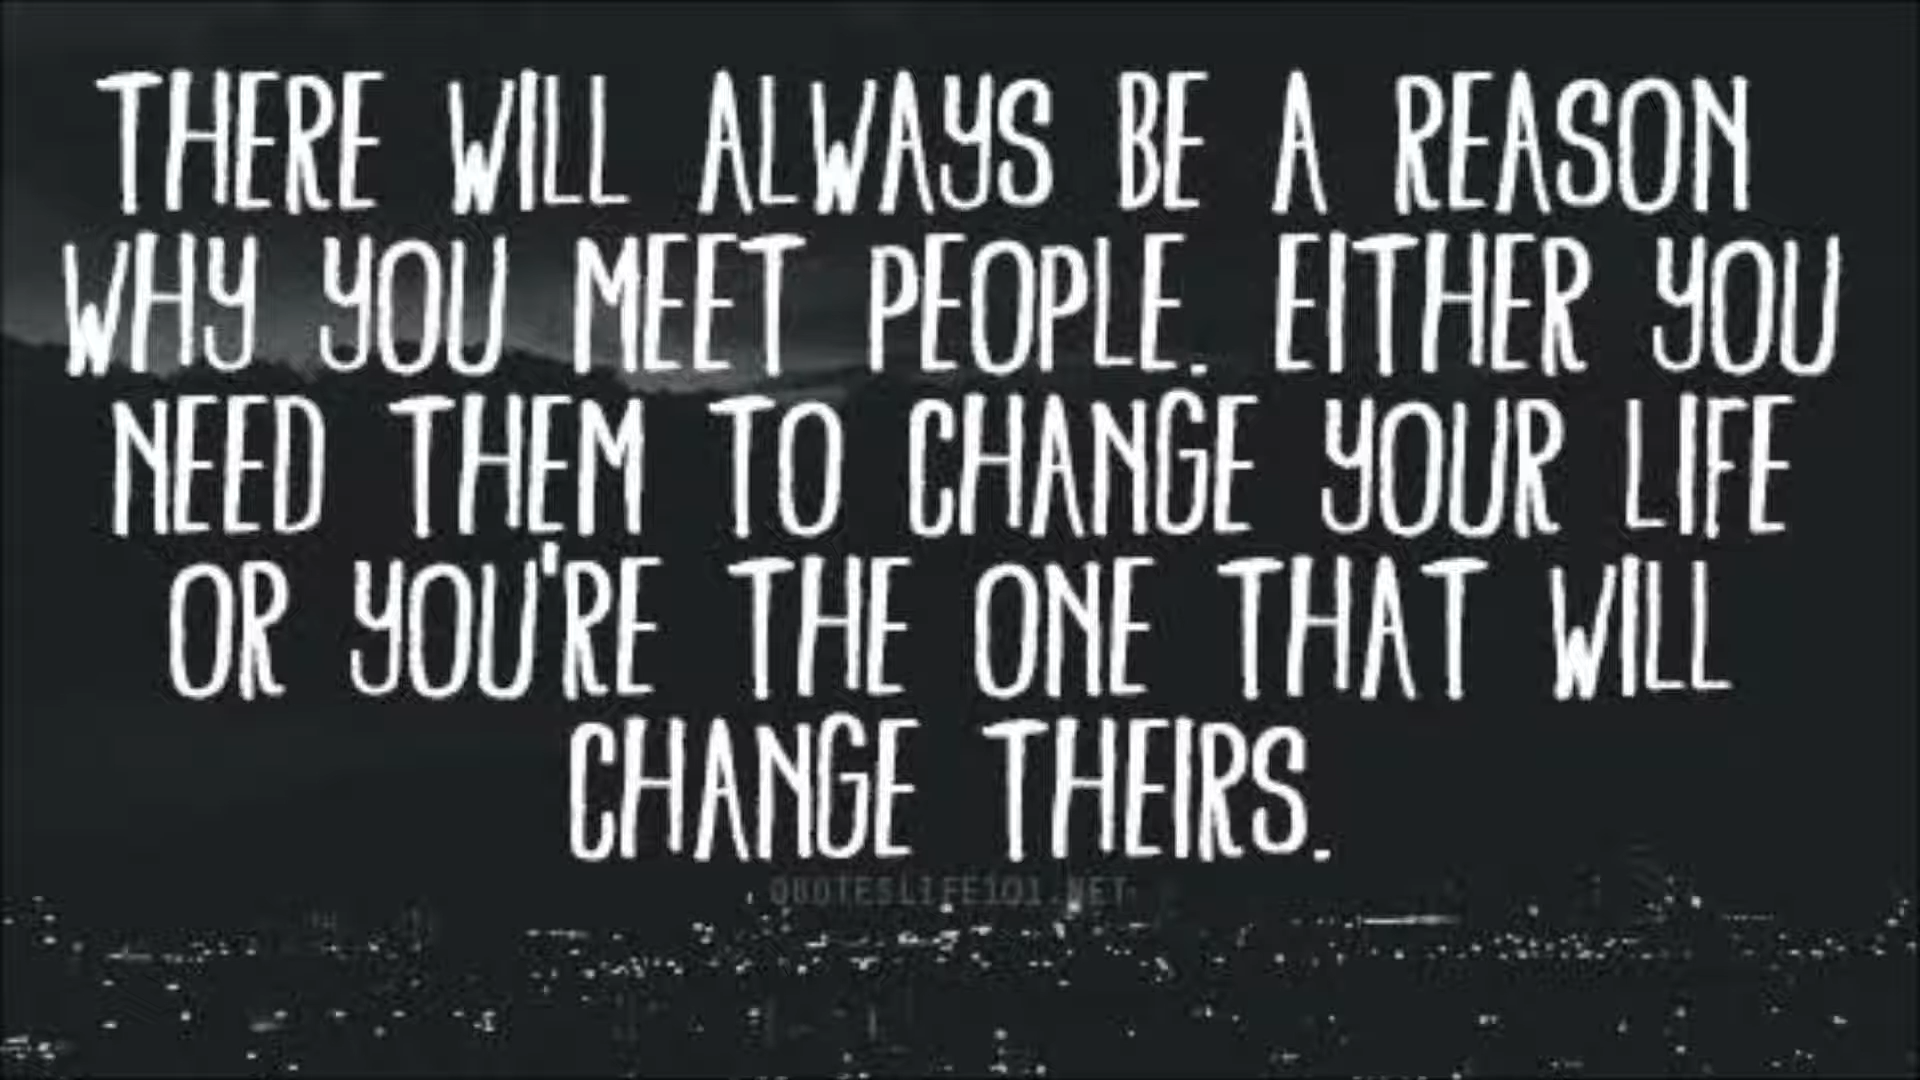 THERE WILL ALWAYS BE A REASON
WHY YOU MEET PEOPLE. EITHER YOU
NEED THEM TO CHANGE YOUR LIFE
OR YOU'RE THE ONE THAT WILL
CHANGE THEIRS.
QUOTESLIFE101.NET